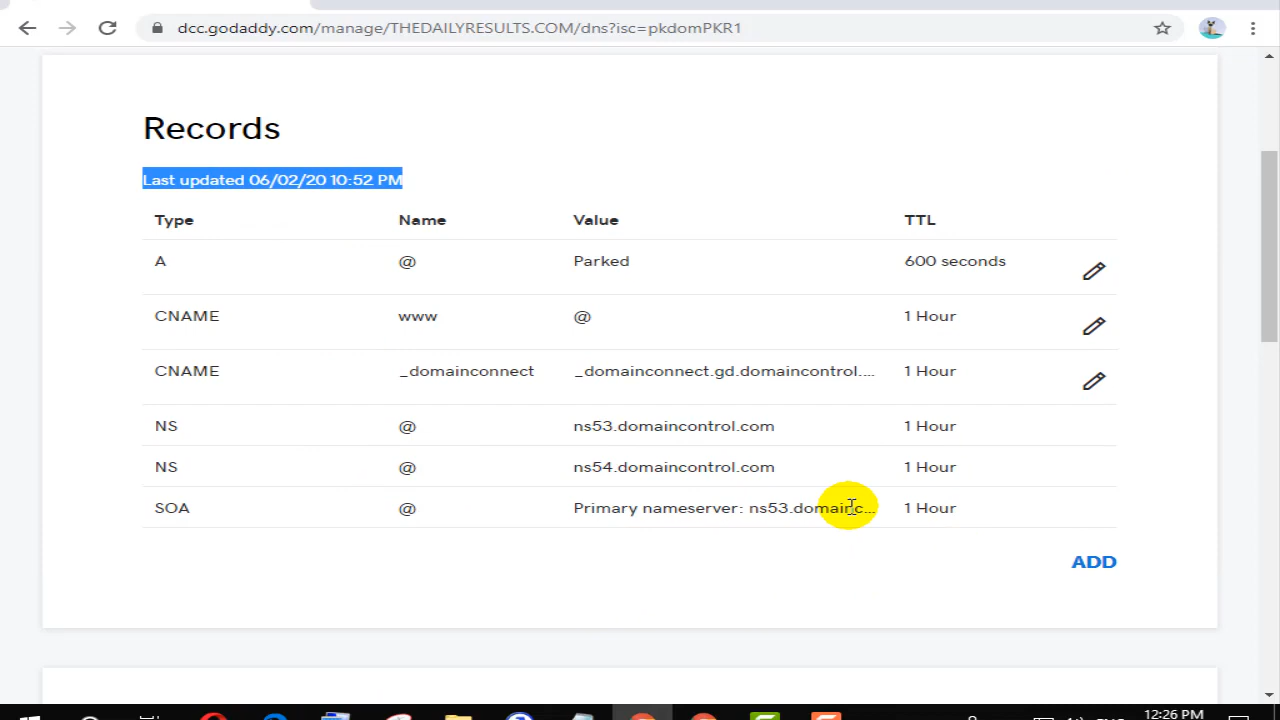 dcc.godaddy.com/manage/THEDAILYRESULTS.COM/dns?isc=pkdomPKR1
Records
Last updated 06/02/20 10:52 PM
Type Name Value TTL
A @ Parked 600 seconds
CNAME www @ 1 Hour
CNAME _domainconnect _domainconnect.gd.domaincontrol.... 1 Hour
NS @ ns53.domaincontrol.com 1 Hour
NS @ ns54.domaincontrol.com 1 Hour
SOA @ Primary nameserver: ns53.domainc... 1 Hour
ADD
12:26 PM